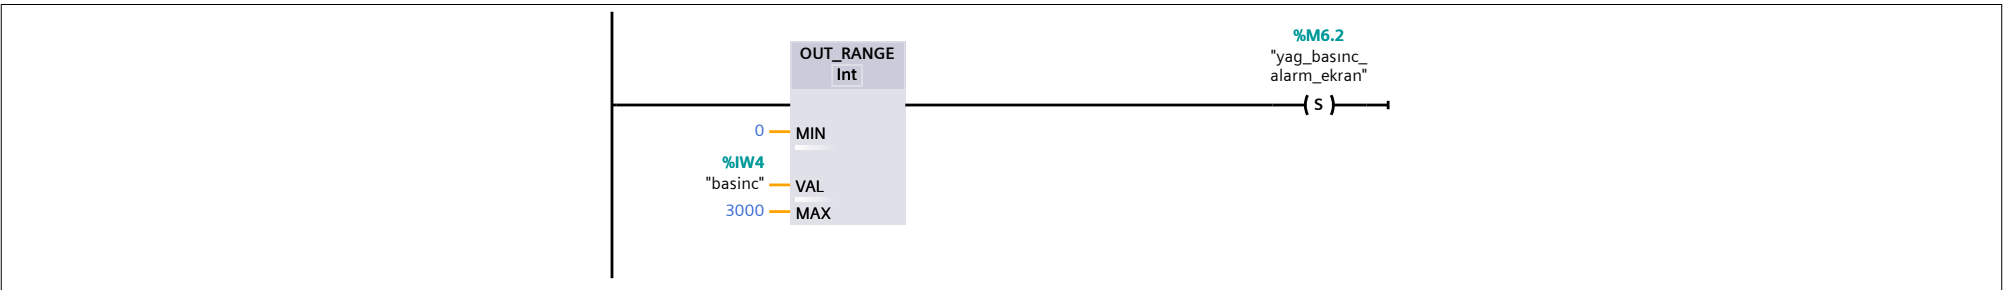 OUT_RANGE
Int
0
MIN
%IW4
"basinc"
VAL
3000
MAX
%M6.2
"yag_basınc_
alarm_ekran"
S